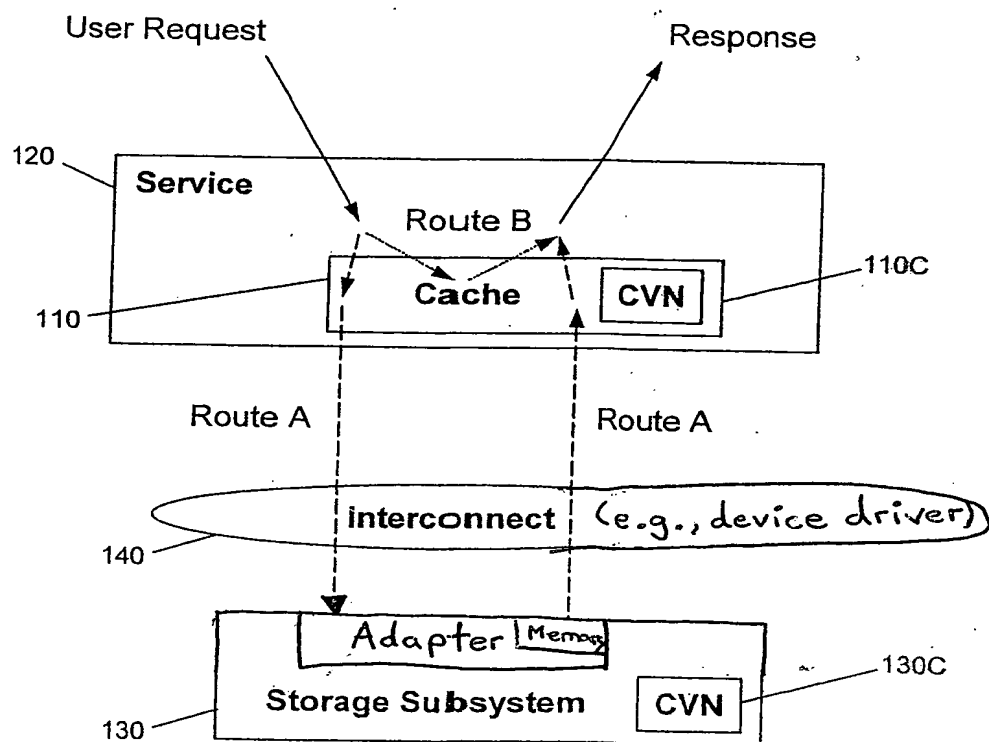 User Request
Response
120
Service
Route B
110C
Cache
CVN
110
Route A
Route A
interconnect (e.g., device driver)
140
Adapter
Memory
130C
Storage Subsystem
CVN
130